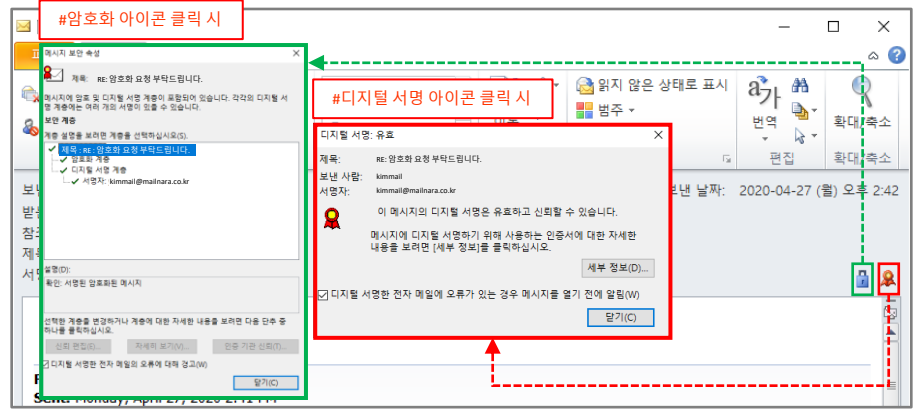 #암호화 아이콘 클릭 시
메시지 보안 속성
제목: RE: 암호화 요청 부탁드립니다.
메시지에 암호 및 디지털 서명 계층이 포함되어 있습니다. 각각의 디지털 서
명 계층에는 여러 개의 서명이 있을 수 있습니다.
보안 계층
계층 설명을 보려면 계층을 선택하십시오(S).
제목 : RE : 암호화 요청 부탁드립니다.
암호화 계층
디지털 서명 계층
서명자: kimmail@mailnara.co.kr
설명(D):
확인: 서명된 암호화된 메시지
선택한 계층을 변경하거나 계층에 대한 자세한 내용을 보려면 다음 단추 중
하나를 클릭하십시오.
신뢰 편집(E)...
자세히 보기(V)...
인증 기관 신뢰(T)...
디지털 서명한 전자 메일의 오류에 대해 경고(W)
닫기(C)
#디지털 서명 아이콘 클릭 시
디지털 서명: 유효
제목: RE: 암호화 요청 부탁드립니다.
보낸 사람: kimmail
서명자: kimmail@mailnara.co.kr
이 메시지의 디지털 서명은 유효하고 신뢰할 수 있습니다.
메시지에 디지털 서명하기 위해 사용하는 인증서에 대한 자세한
내용을 보려면 [세부 정보]를 클릭하십시오.
세부 정보(D)...
디지털 서명한 전자 메일에 오류가 있는 경우 메시지를 열기 전에 알림(W)
닫기(C)
읽지 않은 상태로 표시
범주
번역
편집
확대/축소
확대/축소
보낸 날짜: 2020-04-27 (월) 오후 2:42